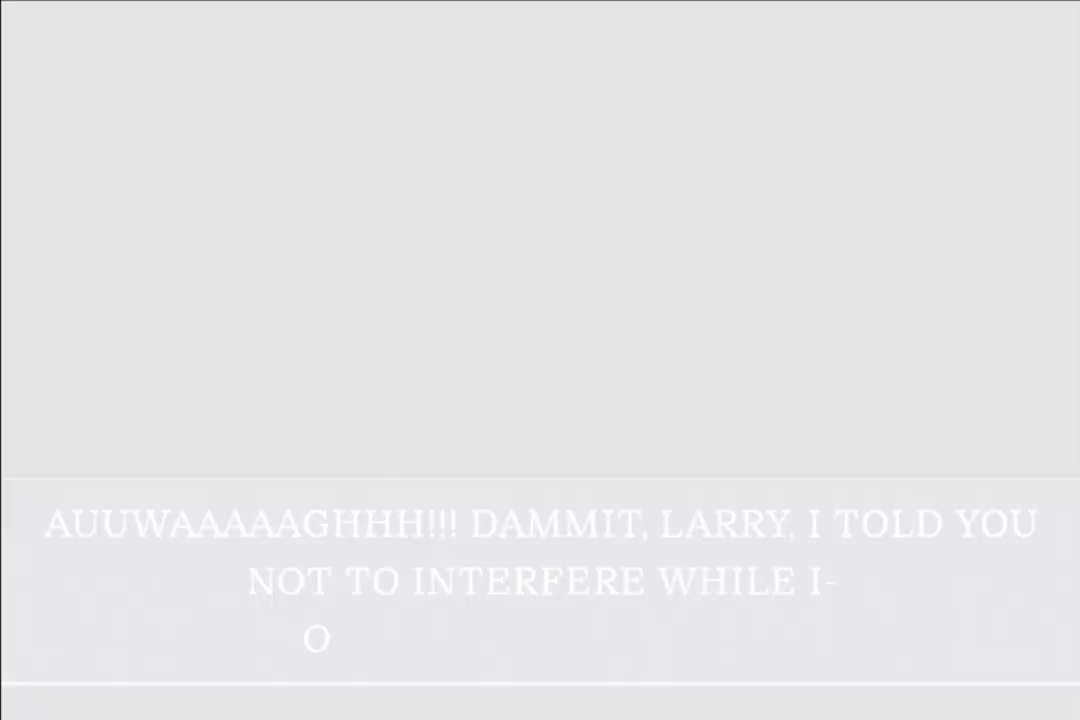 AUUWAAAAAGHHH!!! DAMMIT, LARRY, I TOLD YOU
NOT TO INTERFERE WHILE I-
O